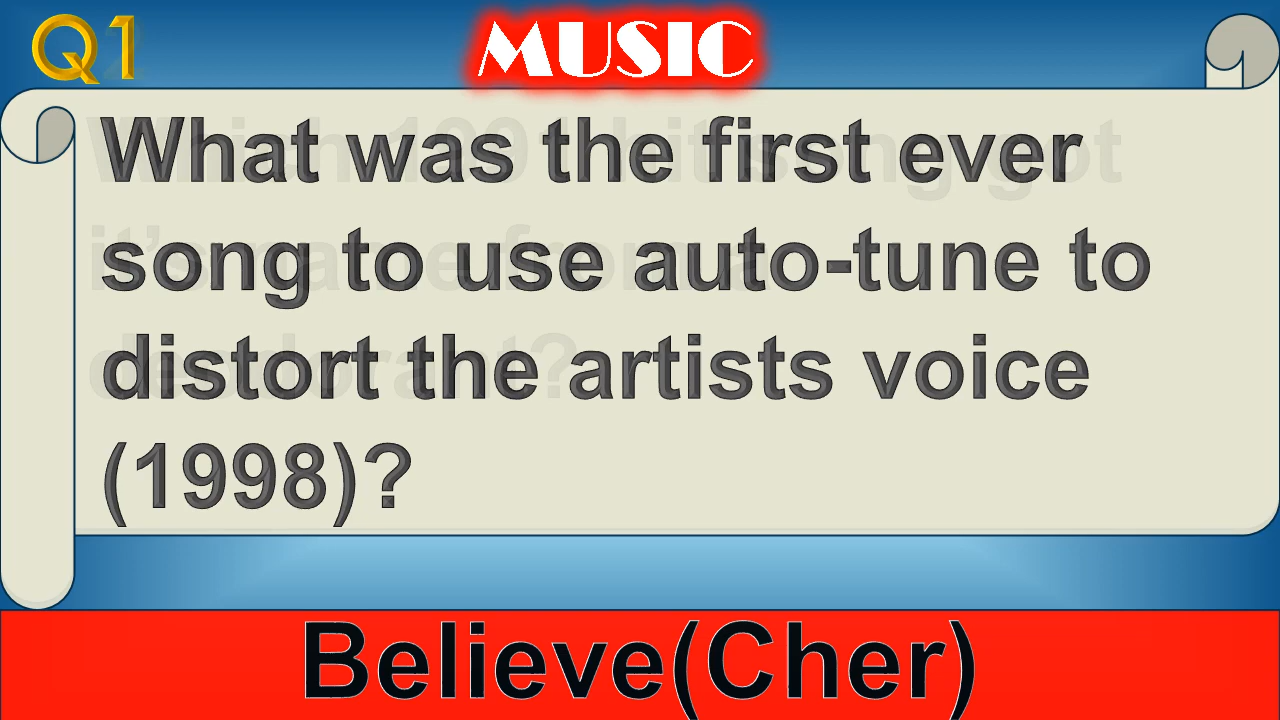 Q1
MUSIC
What was the first ever
song to use auto-tune to
distort the artists voice
(1998)?
Believe(Cher)